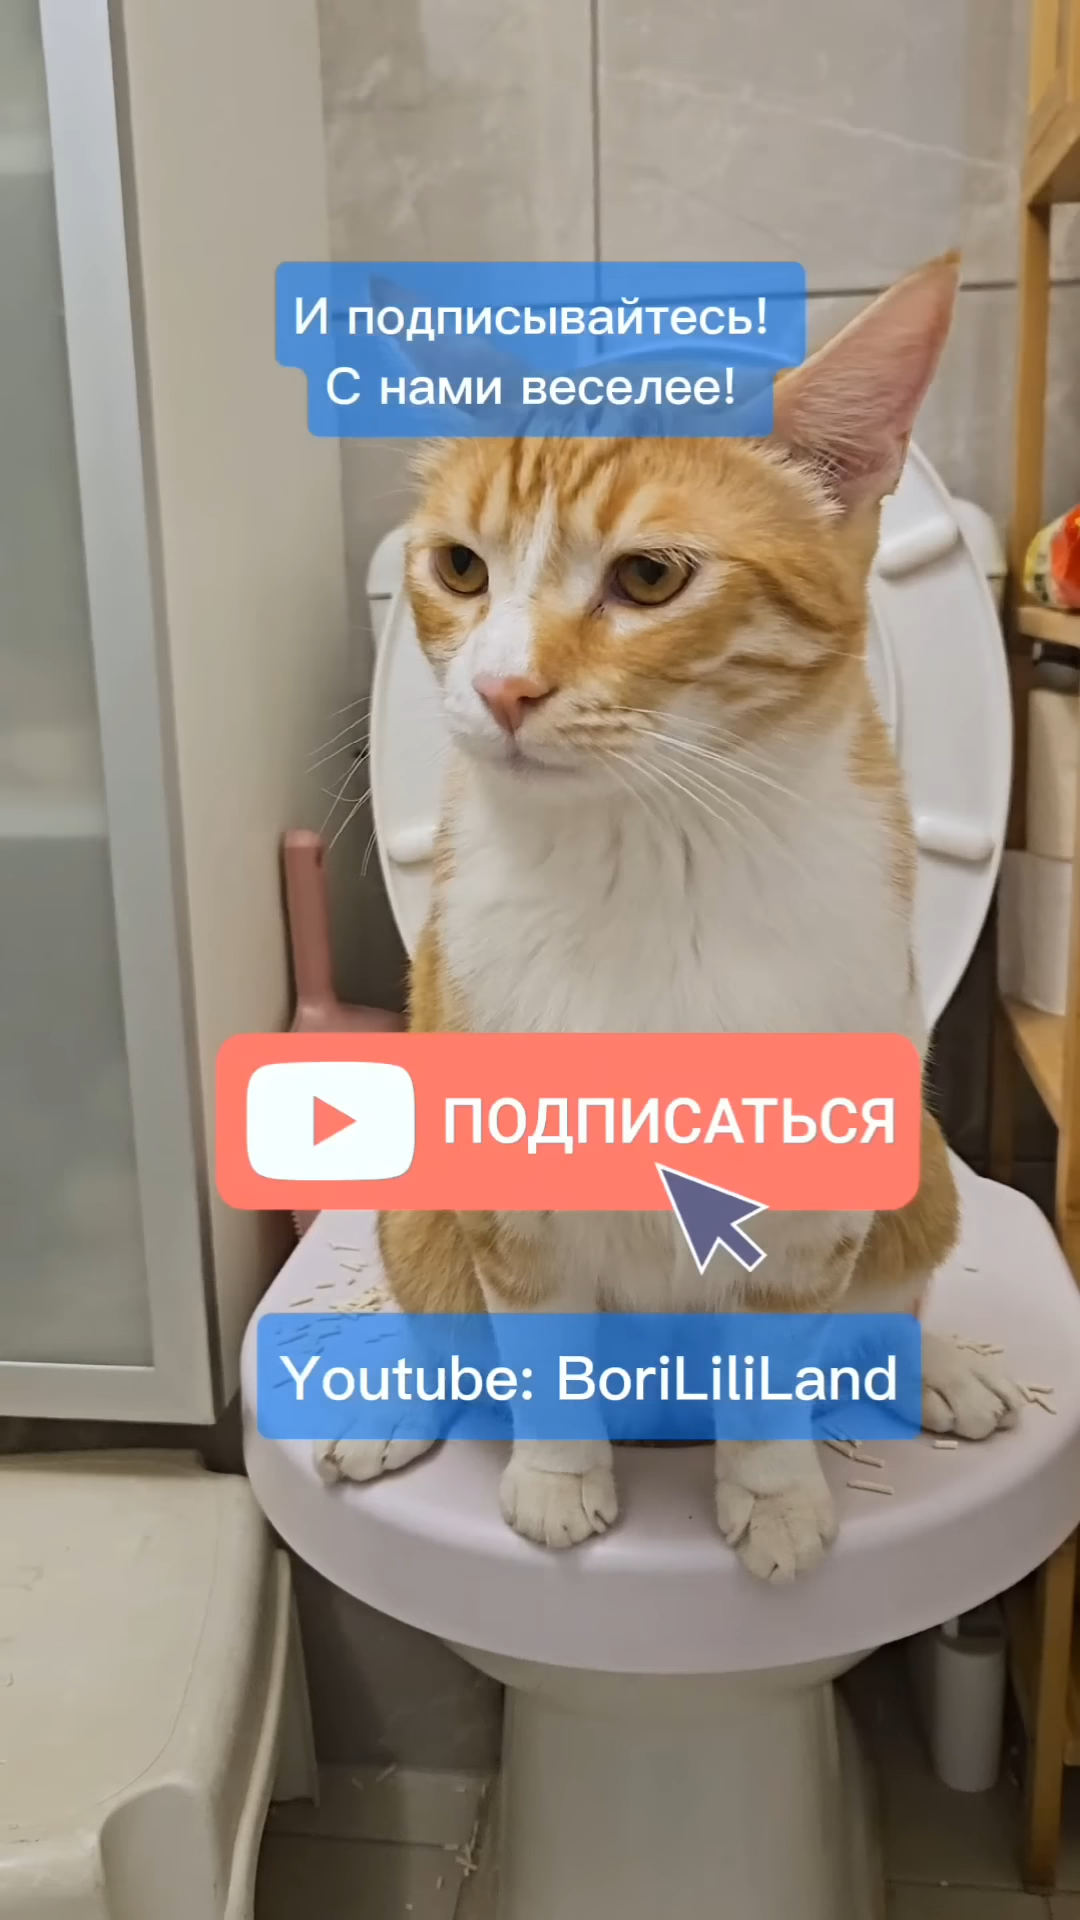 И подписывайтесь!
С нами веселее!
ПОДПИСАТЬСЯ
Youtube: BoriLiliLand